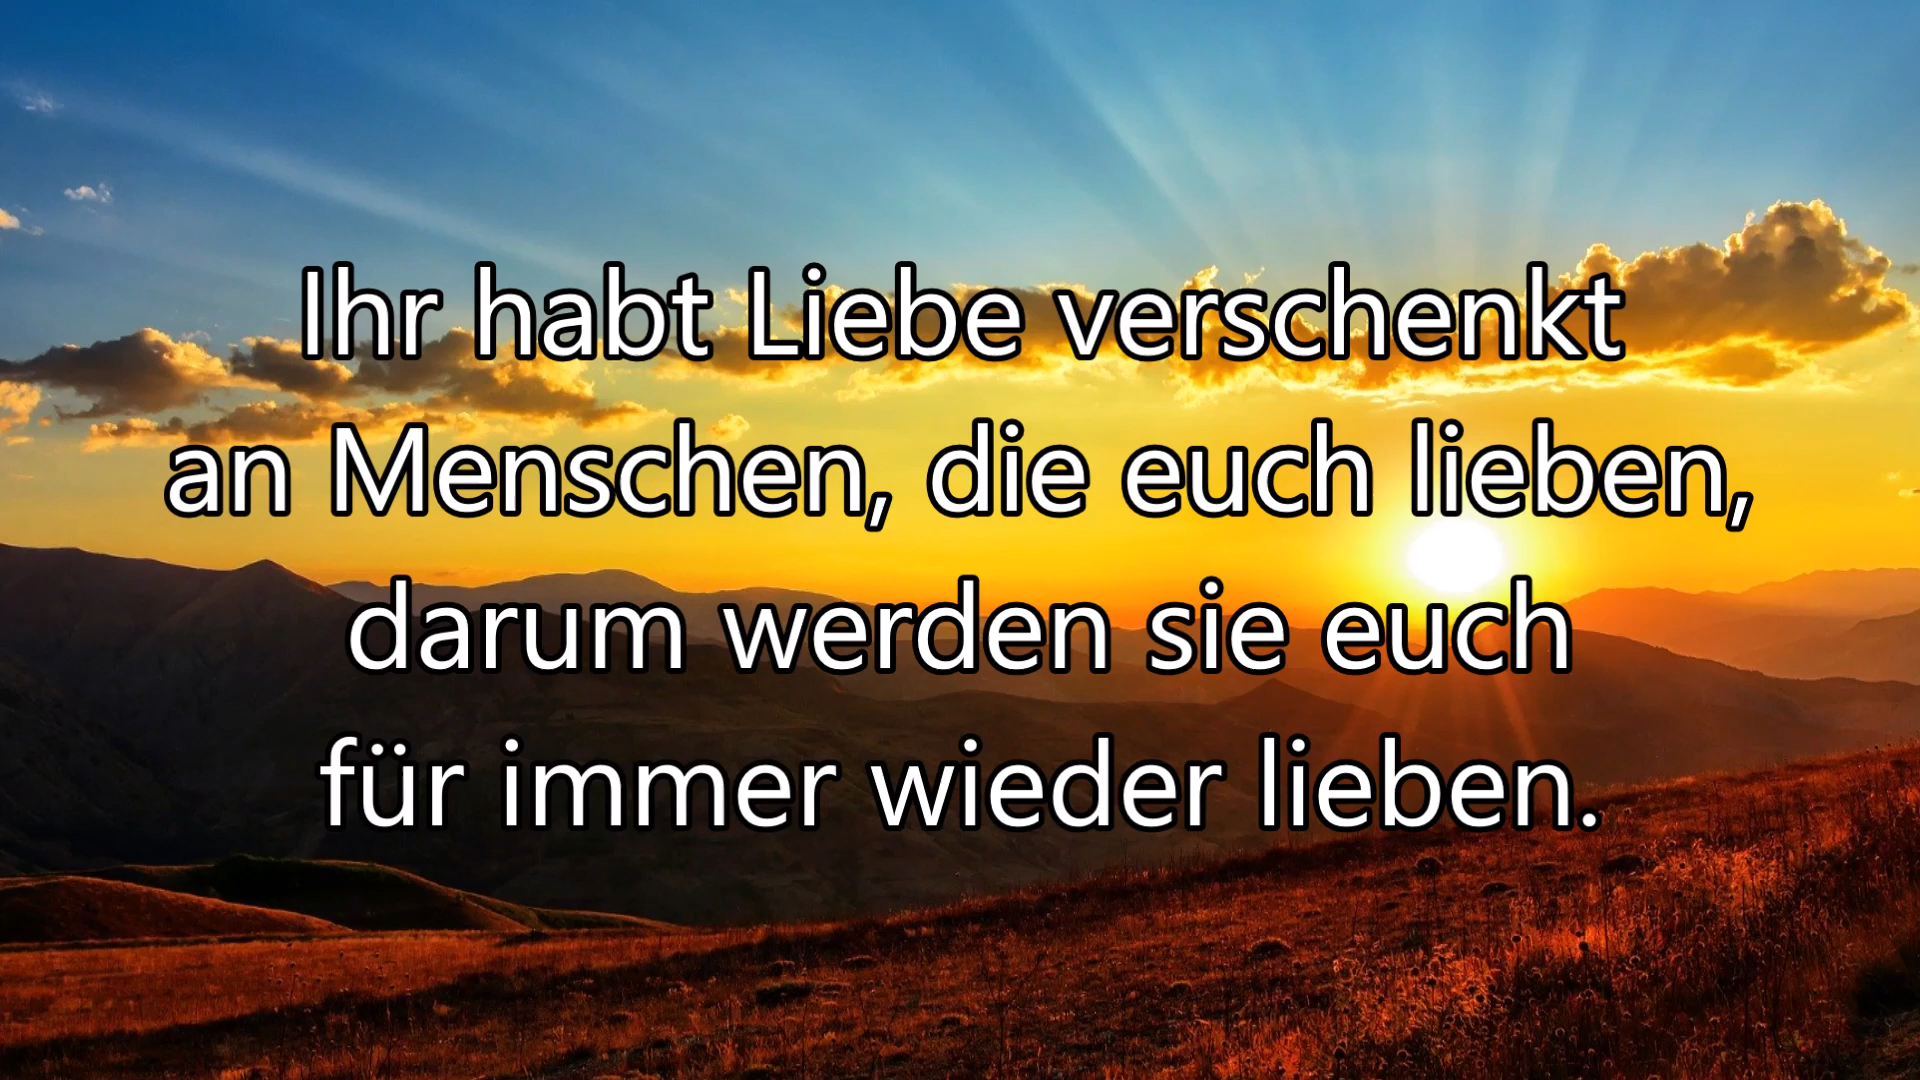 Ihr habt Liebe verschenkt
an Menschen, die euch lieben,
darum werden sie euch
für immer wieder lieben.